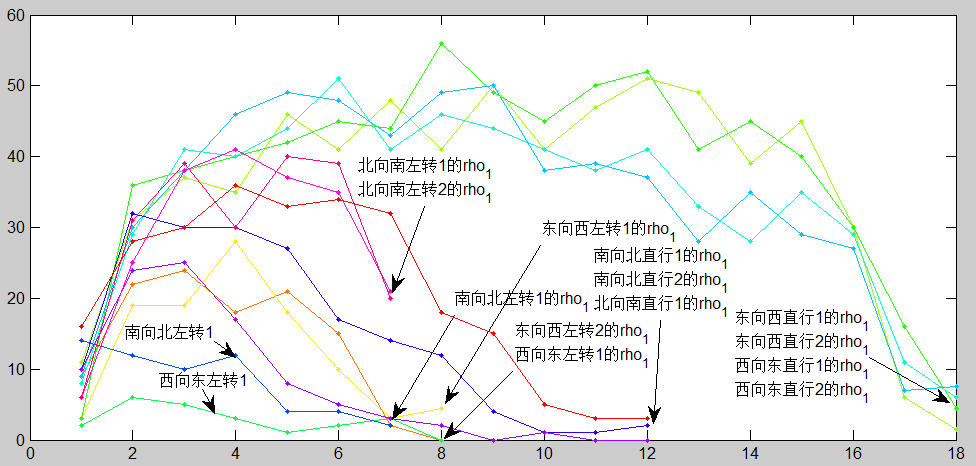 60
50
40
30
20
10
0
北向南左转1的rho1
北向南左转2的rho1
东向西左转1的rho1
南向北直行1的rho1
南向北直行2的rho1
南向北左转1的rho1
北向南直行1的rho1
东向西左转2的rho1
西向东左转1的rho1
东向西直行1的rho1
东向西直行2的rho1
西向东直行1的rho1
西向东直行2的rho1
南向北左转1
西向东左转1
0 2 4 6 8 10 12 14 16 18